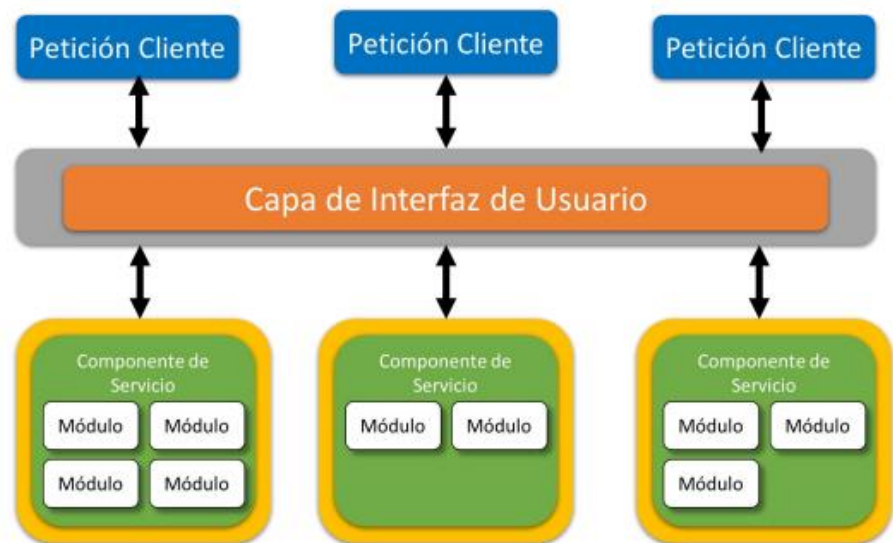 Petición Cliente
Petición Cliente
Petición Cliente
Capa de Interfaz de Usuario
Componente de
Servicio
Módulo
Módulo
Módulo
Módulo
Componente de
Servicio
Módulo
Módulo
Componente de
Servicio
Módulo
Módulo
Módulo